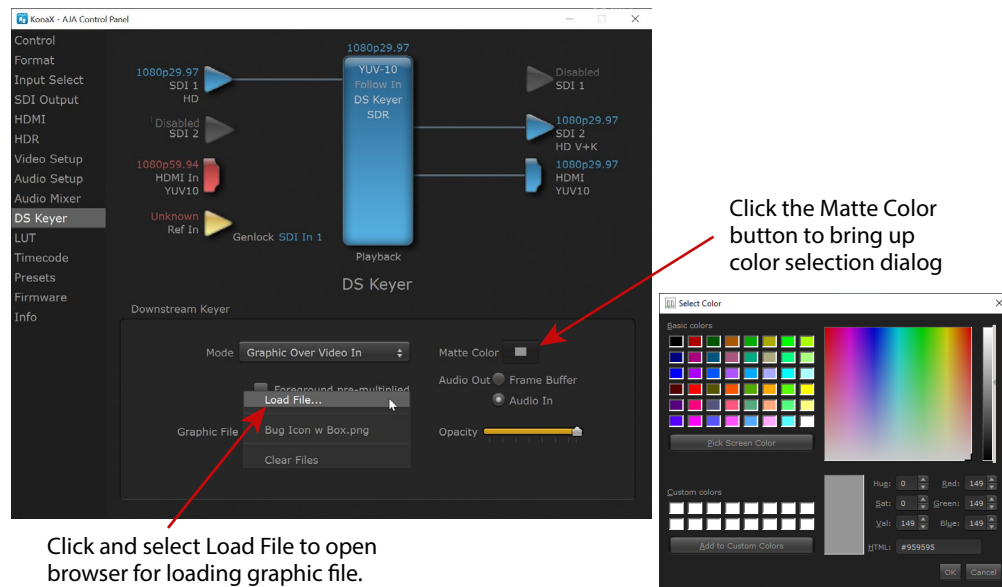 KonaX - AJA Control Panel
Control
Format
Input Select
SDI Output
HDMI
HDR
Video Setup
Audio Setup
Audio Mixer
DS Keyer
LUT
Timecode
Presets
Firmware
Info
1080p29.97
SDI 1
HD
Disabled
SDI 2
1080p59.94
HDMI In
YUV10
Unknown
Ref In
Genlock SDI In 1
1080p29.97
YUV-10
Follow In
DS Keyer
SDR
Playback
Disabled
SDI 1
1080p29.97
SDI 2
HD V+K
1080p29.97
HDMI
YUV10
DS Keyer
Downstream Keyer
Mode Graphic Over Video In
Foreground pre-multiplied
Load File...
Graphic File Bug Icon w Box.png
Clear Files
Matte Color
Audio Out Frame Buffer
Audio In
Opacity
Click the Matte Color
button to bring up
color selection dialog
Select Color
Basic colors
Pick Screen Color
Custom colors
Add to Custom Colors
Hue: 0 Red: 149
Sat: 0 Green: 149
Val: 149 Blue: 149
HTML: #959595
OK Cancel
Click and select Load File to open
browser for loading graphic file.